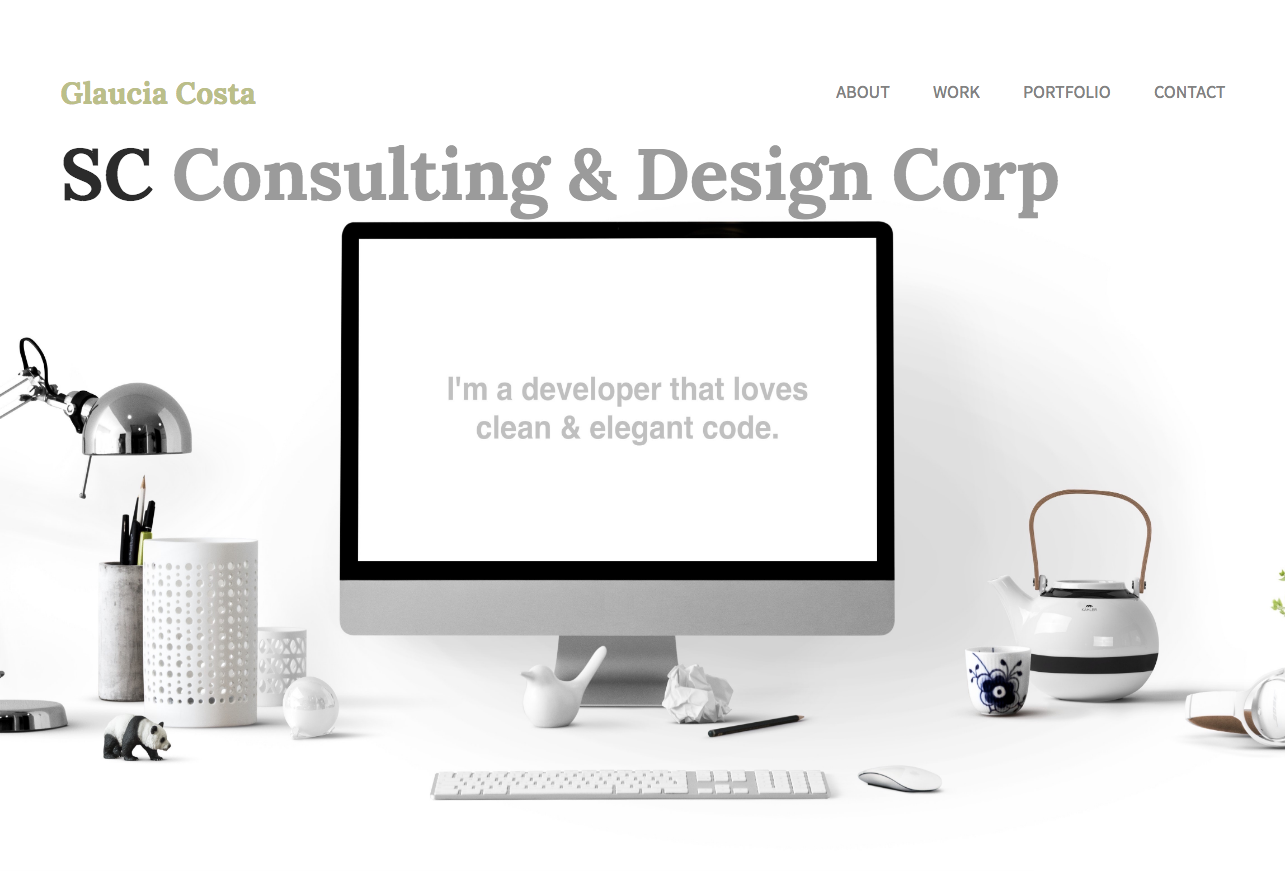 Glaucia Costa
ABOUT WORK PORTFOLIO CONTACT
SC Consulting & Design Corp
I'm a developer that loves
clean & elegant code.